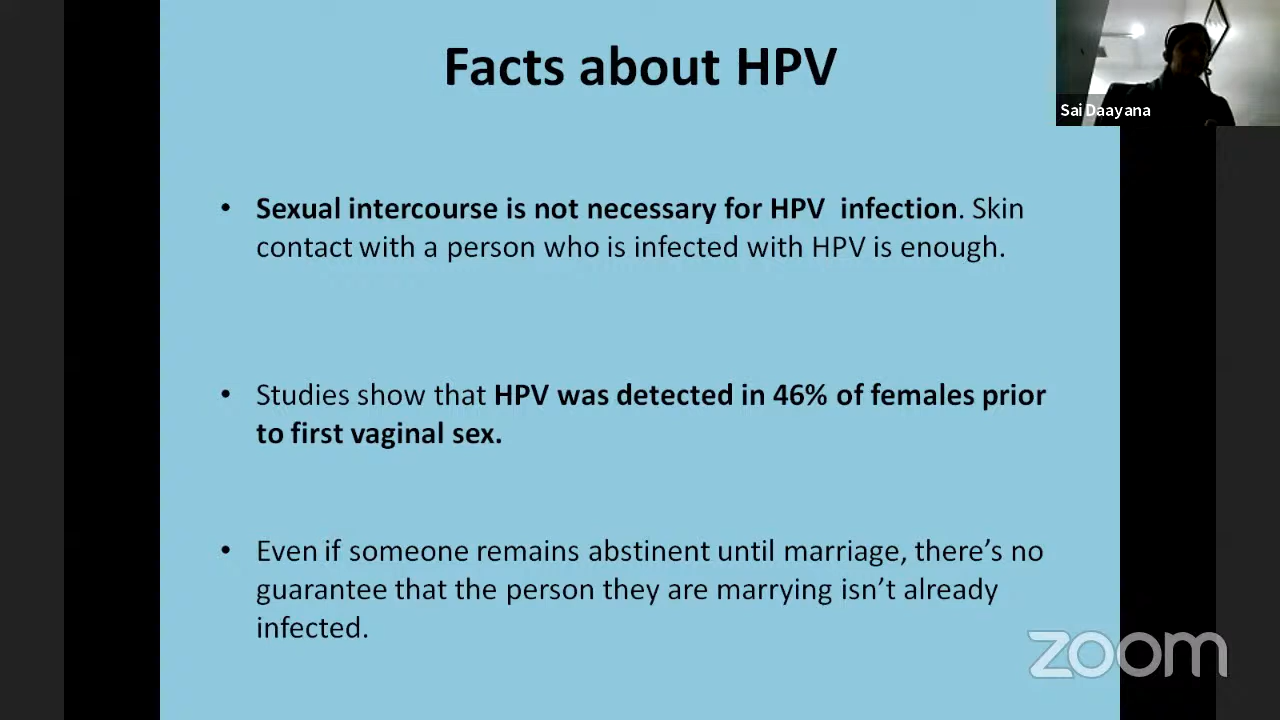 Facts about HPV
Sai Daayana
• Sexual intercourse is not necessary for HPV  infection. Skin
contact with a person who is infected with HPV is enough.
• Studies show that HPV was detected in 46% of females prior
to first vaginal sex.
• Even if someone remains abstinent until marriage, there’s no
guarantee that the person they are marrying isn’t already
infected.
zoom